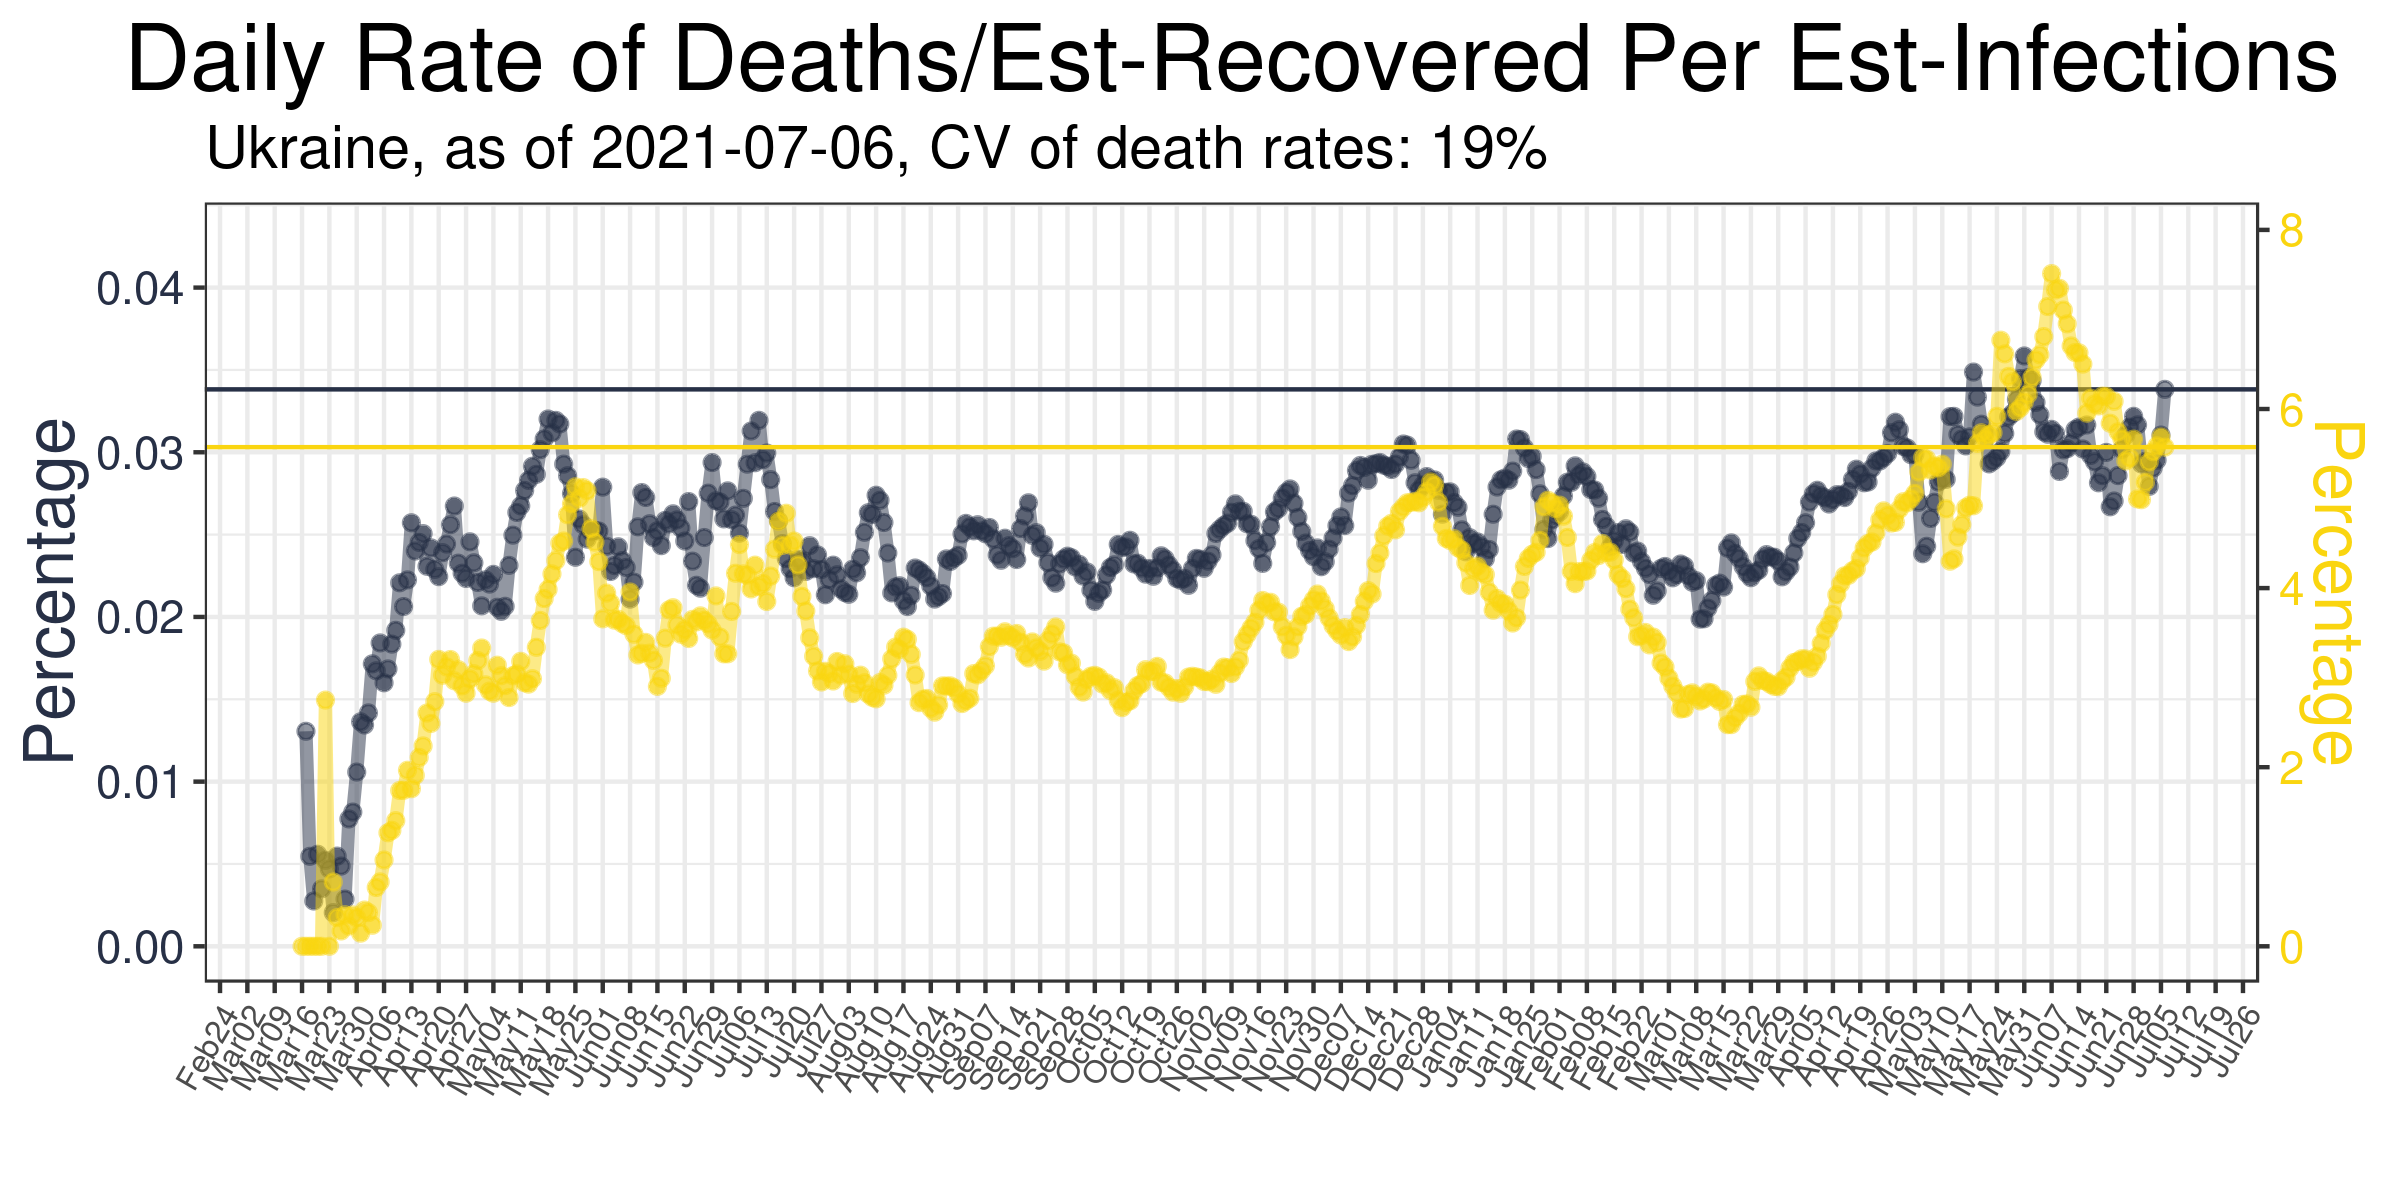 Daily Rate of Deaths/Est-Recovered Per Est-Infections
Ukraine, as of 2021-07-06, CV of death rates: 19%
Percentage
0.04
0.03
0.02
0.01
0.00
8
6
4
2
0
Percentage
Feb24
Mar02
Mar09
Mar16
Mar23
Mar30
Apr06
Apr13
Apr20
Apr27
May04
May11
May18
May25
Jun01
Jun08
Jun15
Jun22
Jun29
Jul06
Jul13
Jul20
Jul27
Aug03
Aug10
Aug17
Aug24
Aug31
Sep07
Sep14
Sep21
Sep28
Oct05
Oct12
Oct19
Oct26
Nov02
Nov09
Nov16
Nov23
Nov30
Dec07
Dec14
Dec21
Dec28
Jan04
Jan11
Jan18
Jan25
Feb01
Feb08
Feb15
Feb22
Mar01
Mar08
Mar15
Mar22
Mar29
Apr05
Apr12
Apr19
Apr26
May03
May10
May17
May24
May31
Jun07
Jun14
Jun21
Jun28
Jul05
Jul12
Jul19
Jul26